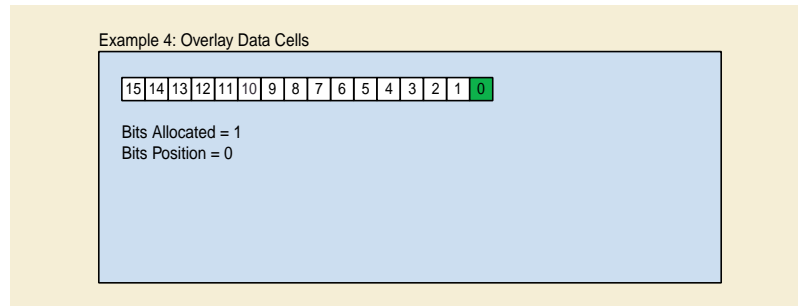 Example 4: Overlay Data Cells
15 14 13 12 11 10 9 8 7 6 5 4 3 2 1 0
Bits Allocated = 1
Bits Position = 0